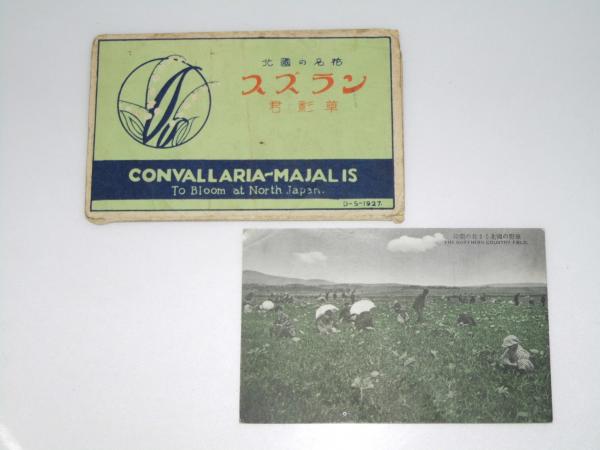 北國の名花
スズラン
君影草
CONVALLARIA-MAJALIS
To Bloom at North Japan.
D-S-1927.
THE NORTHERN COUNTRY FIELD.